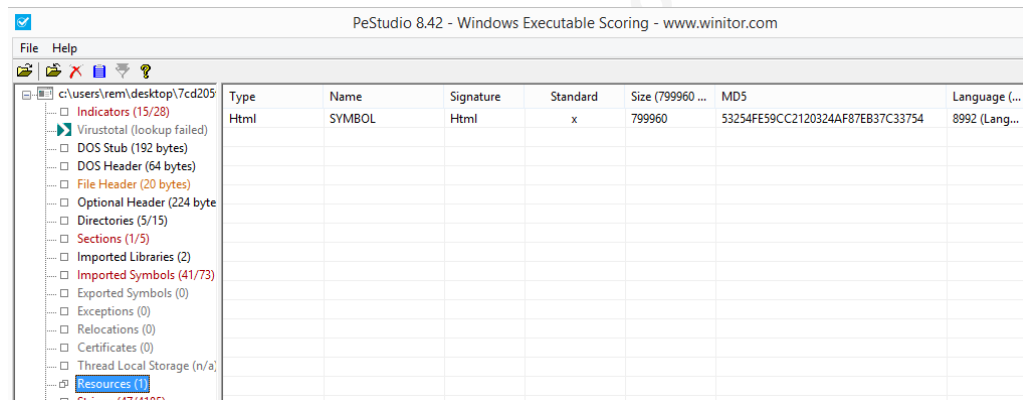 PeStudio 8.42 - Windows Executable Scoring - www.winitor.com
File Help
c:\users\rem\desktop\7cd205
Indicators (15/28)
Virustotal (lookup failed)
DOS Stub (192 bytes)
DOS Header (64 bytes)
File Header (20 bytes)
Optional Header (224 byte
Directories (5/15)
Sections (1/5)
Imported Libraries (2)
Imported Symbols (41/73)
Exported Symbols (0)
Exceptions (0)
Relocations (0)
Certificates (0)
Thread Local Storage (n/a)
Resources (1)
Type Name Signature Standard Size (799960 ... MD5 Language (...
Html SYMBOL Html x 799960 53254FE59CC2120324AF87EB37C33754 8992 (Lang...